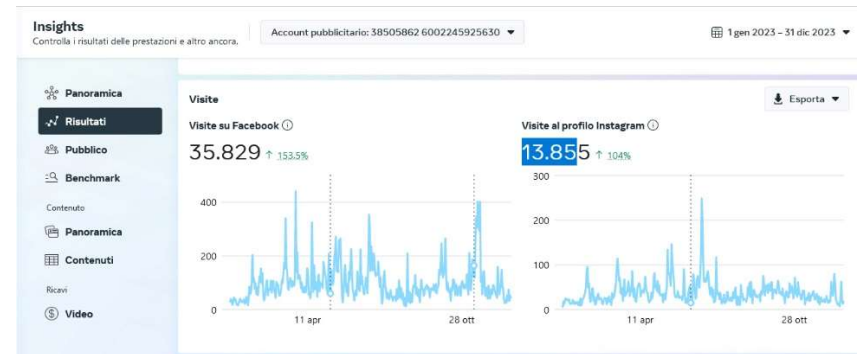 Insights
Controlla i risultati delle prestazioni e altro ancora.
Account pubblicitario: 38505862 6002245925630
1 gen 2023 – 31 dic 2023
Panoramica
Risultati
Pubblico
Benchmark
Contenuto
Panoramica
Contenuti
Ricavi
Video
Visite
Esporta
Visite su Facebook
35.829 ↑ 153.5%
400
200
0
11 apr
28 ott
Visite al profilo Instagram
13.855 ↑ 104%
300
200
100
0
11 apr
28 ott